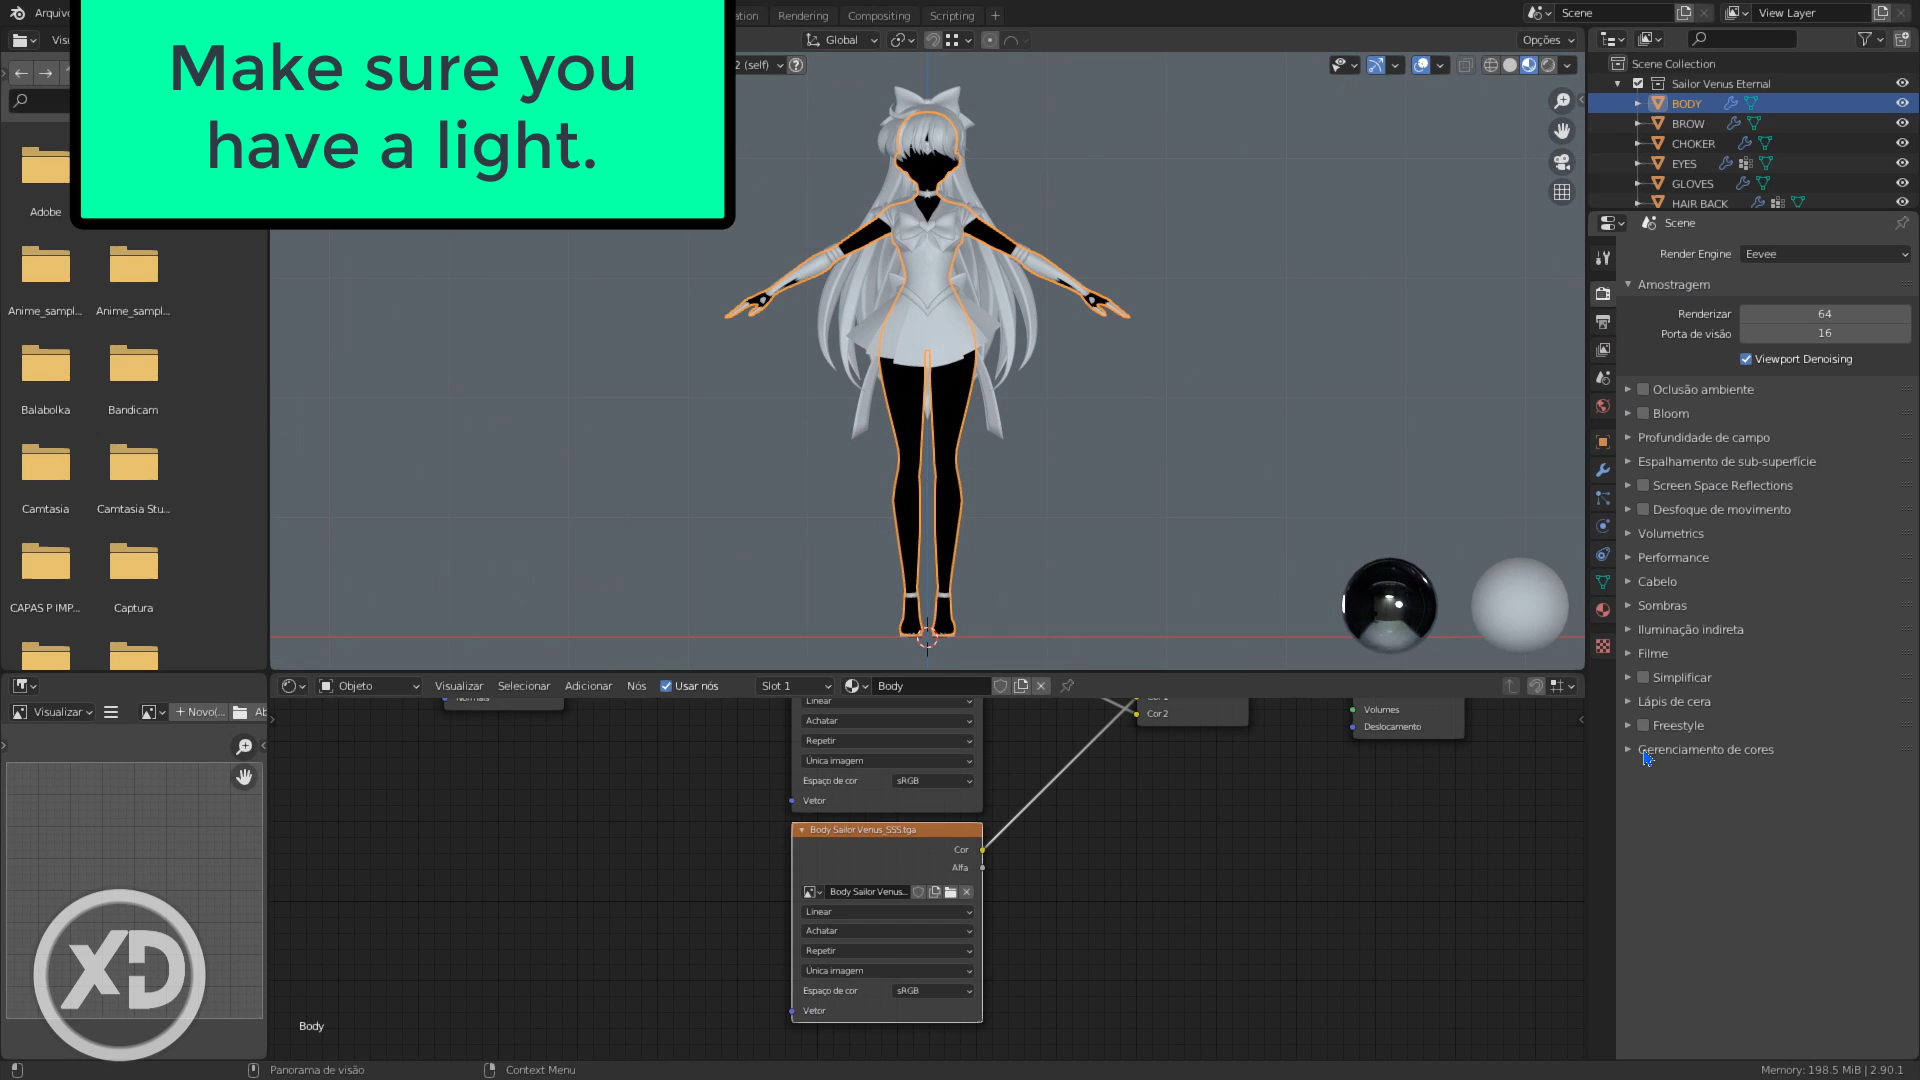 Make sure you
have a light.
Arquivo
Rendering
Compositing
Scripting
+
Scene
View Layer
Global
Opções
2 (self)
Scene Collection
Sailor Venus Eternal
BODY
BROW
CHOKER
EYES
GLOVES
HAIR BACK
Scene
Render Engine
Eevee
Amostragem
Renderizar
64
Porta de visão
16
Viewport Denoising
Oclusão ambiente
Bloom
Profundidade de campo
Espalhamento de sub-superfície
Screen Space Reflections
Desfoque de movimento
Volumetrics
Performance
Cabelo
Sombras
Iluminação indireta
Filme
Simplificar
Lápis de cera
Freestyle
Gerenciamento de cores
Adobe
Anime_sampl...
Anime_sampl...
Balabolka
Bandicam
Camtasia
Camtasia Stu...
CAPAS P IMP...
Captura
Visualizar
+ Novo(...
XD
Objeto
Visualizar
Selecionar
Adicionar
Nós
Usar nós
Slot 1
Body
Linear
Achatar
Repetir
Única imagem
Espaço de cor
sRGB
Vetor
Body Sailor Venus_SSS.tga
Cor
Alfa
Body Sailor Venus...
Linear
Achatar
Repetir
Única imagem
Espaço de cor
sRGB
Vetor
Cor2
Volumes
Deslocamento
Body
Panorama de visão
Context Menu
Memory: 198.5 MiB | 2.90.1